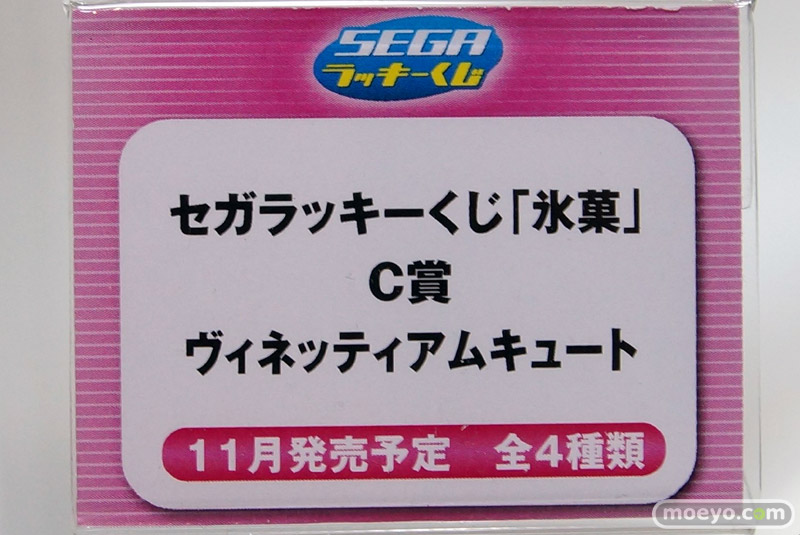 SEGA
ラッキーくじ
セガラッキーくじ「氷菓」
C賞
ヴィネッティアムキュート
11月発売予定 全4種類
moeyo.com